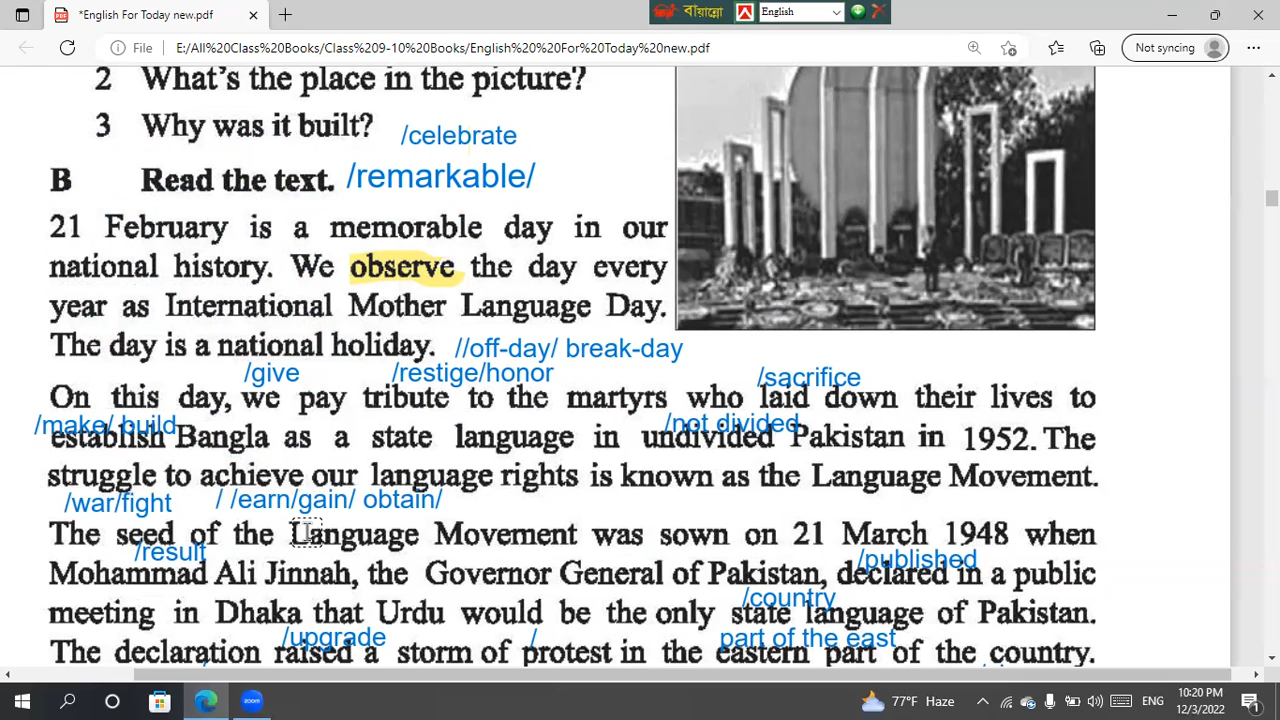 *English For Today new.pdf
বায়ান্নো
English
File
E:/All%20Class%20Books/Class%209-10%20Books/English%20%20For%20Today%20new.pdf
Not syncing
2 What's the place in the picture?
3 Why was it built?
/celebrate
B Read the text.
/remarkable/
21 February is a memorable day in our
national history. We observe the day every
year as International Mother Language Day.
The day is a national holiday.
//off-day/ break-day
/give
/restige/honor
/sacrifice
On this day, we pay tribute to the martyrs who laid down their lives to
/make/ build
/not divided
establish Bangla as a state language in undivided Pakistan in 1952. The
struggle to achieve our language rights is known as the Language Movement.
/war/fight
/ /earn/gain/ obtain/
The seed of the Language Movement was sown on 21 March 1948 when
/result
/published
Mohammad Ali Jinnah, the Governor General of Pakistan, declared in a public
/country
meeting in Dhaka that Urdu would be the only state language of Pakistan.
/upgrade
/
part of the east
The declaration raised a storm of protest in the eastern part of the country.
zoom
77°F Haze
ENG
10:20 PM
12/3/2022